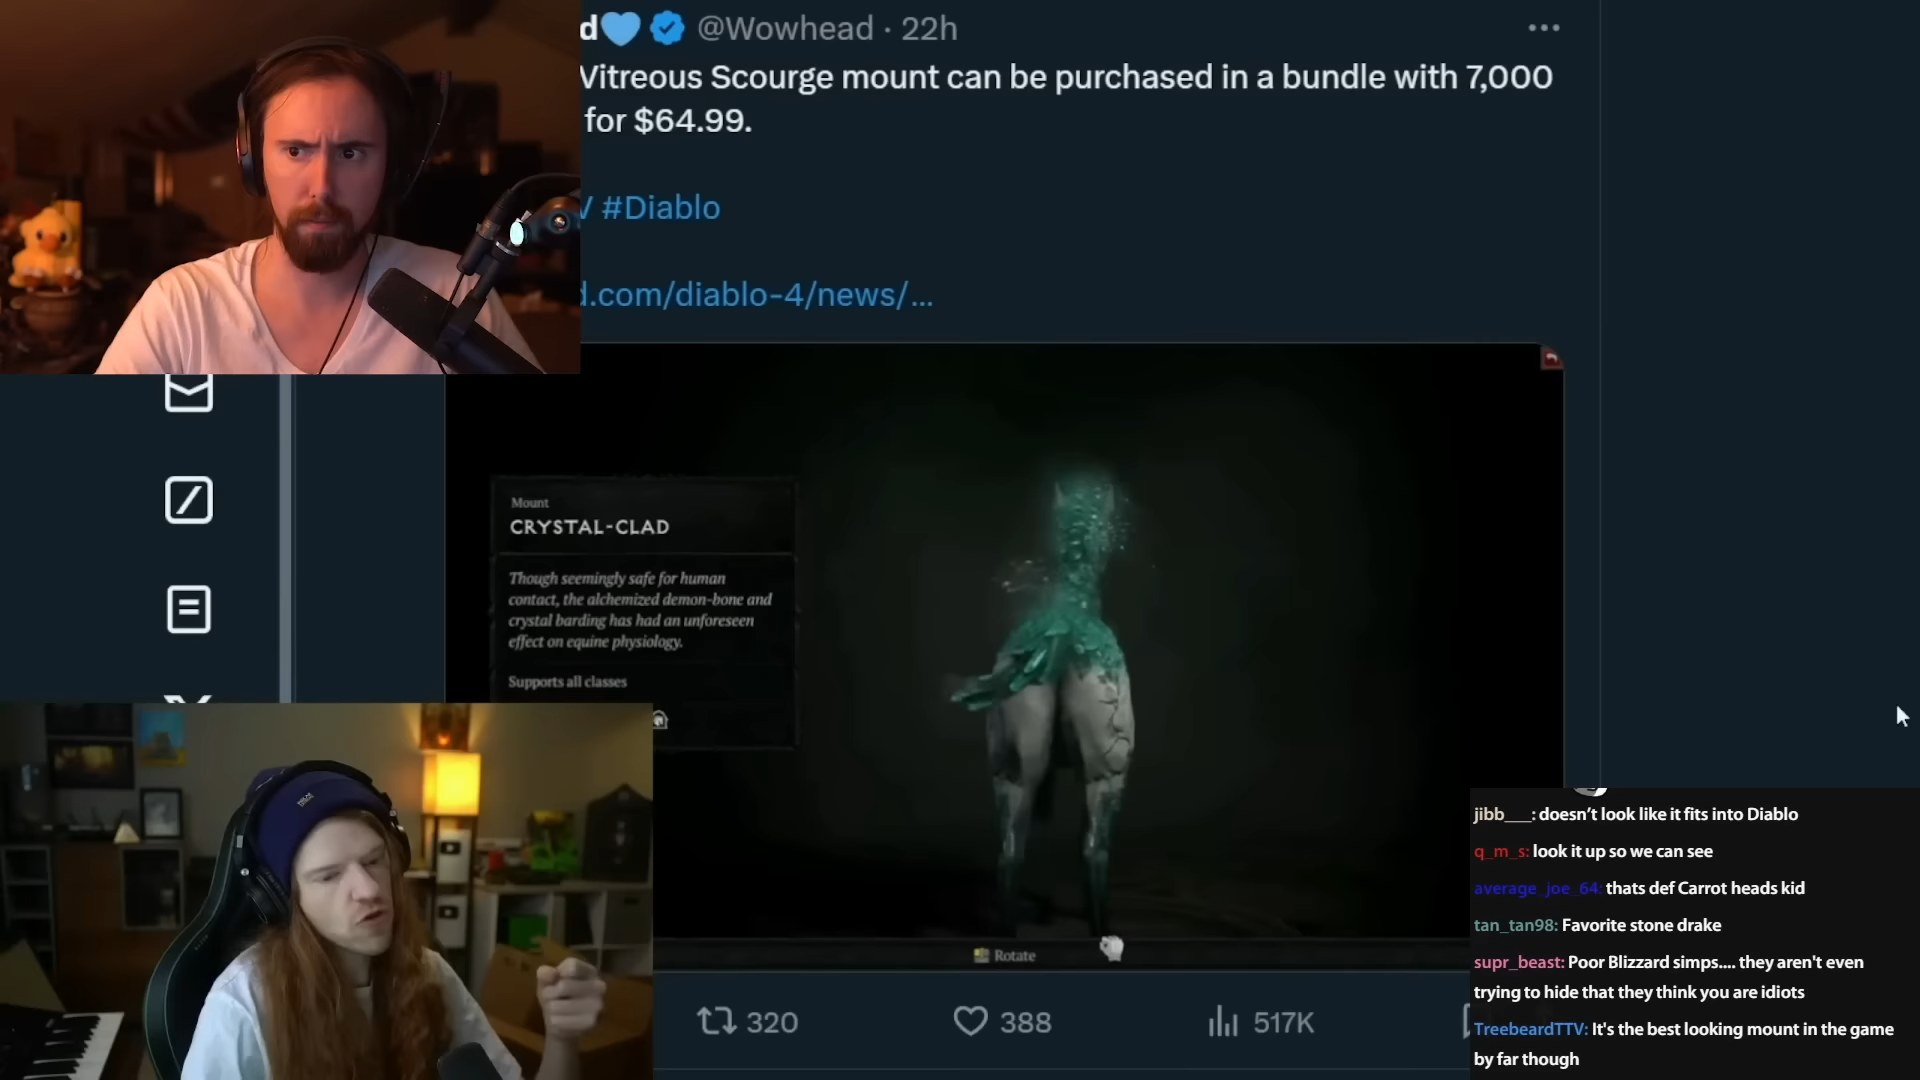 d @Wowhead · 22h
Vitreous Scourge mount can be purchased in a bundle with 7,000
for $64.99.
V #Diablo
d.com/diablo-4/news/...
Mount
CRYSTAL-CLAD
Though seemingly safe for human
contact, the alchemized demon-bone and
crystal barding has had an unforeseen
effect on equine physiology.
Supports all classes
Rotate
320 388 517K
jibb___: doesn't look like it fits into Diablo
q_m_s: look it up so we can see
average_joe_64: thats def Carrot heads kid
tan_tan98: Favorite stone drake
supr_beast: Poor Blizzard simps.... they aren't even
trying to hide that they think you are idiots
TreebeardTTV: It's the best looking mount in the game
by far though